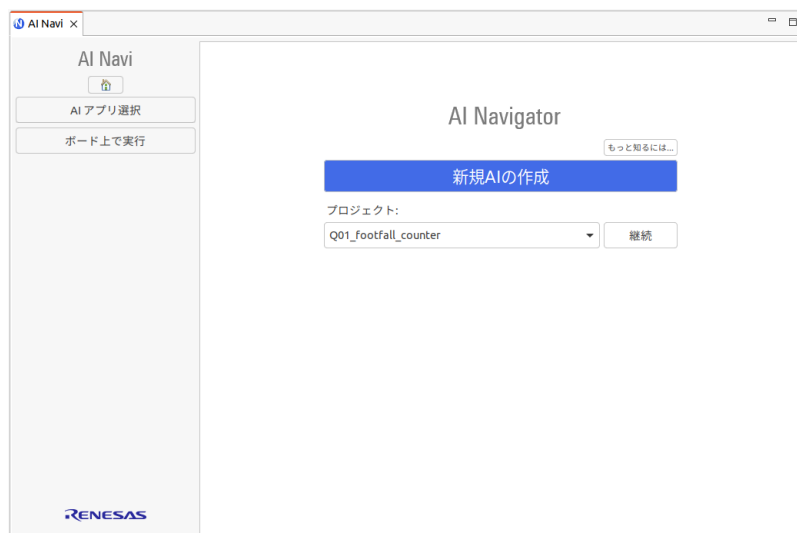 AI Navi
AI Navi
AI アプリ選択
ボード上で実行
RENESAS
AI Navigator
もっと知るには...
新規AIの作成
プロジェクト:
Q01_footfall_counter
継続